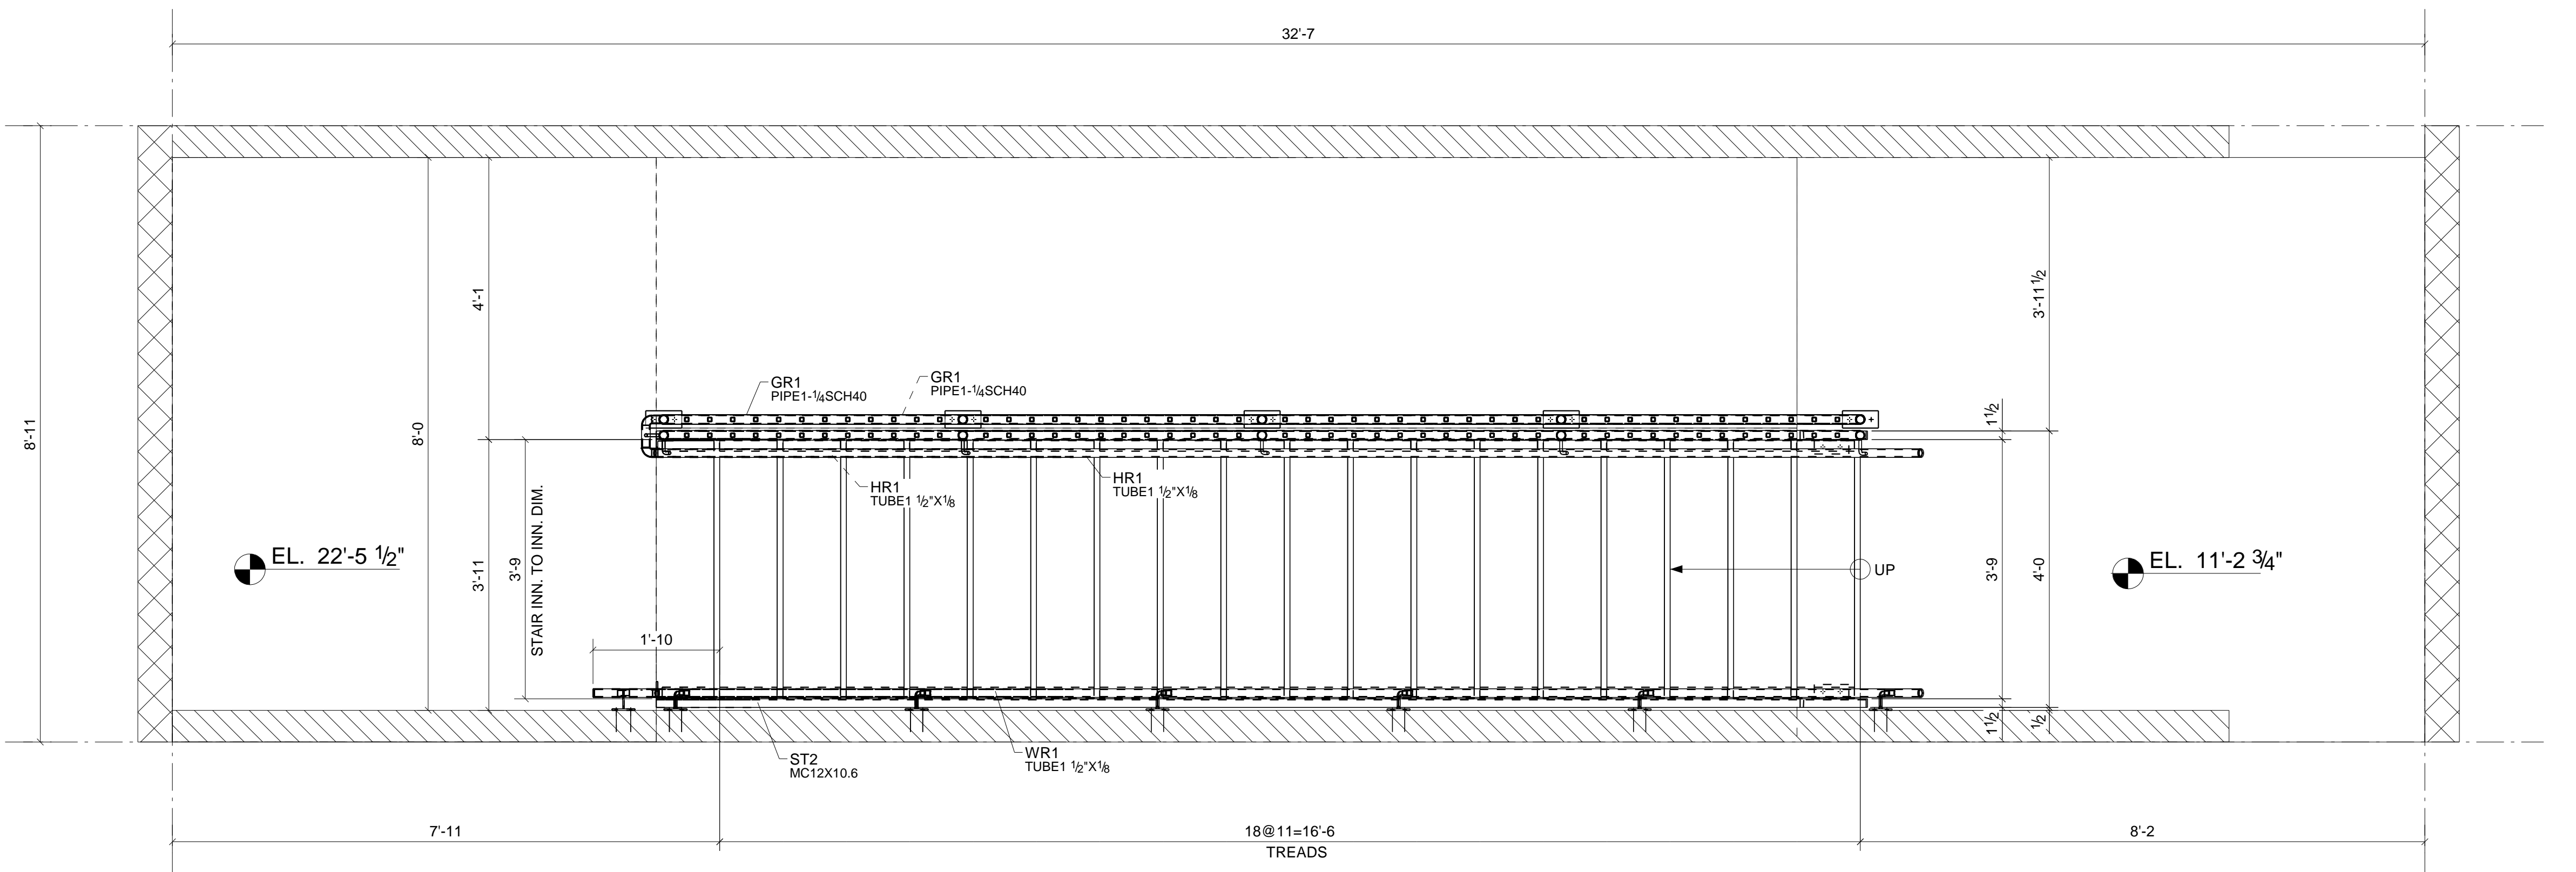 32'-7
8'-11
8'-0
4'-1
3'-11
3'-9
STAIR INN. TO INN. DIM.
1'-10
GR1
PIPE1-1/4SCH40
GR1
PIPE1-1/4SCH40
HR1
TUBE1 1/2"X1/8
HR1
TUBE1 1/2"X1/8
EL. 22'-5 1/2"
UP
3'-11 1/2
1 1/2
3'-9
4'-0
1 1/2
1/2
EL. 11'-2 3/4"
ST2
MC12X10.6
WR1
TUBE1 1/2"X1/8
7'-11
18@11=16'-6
TREADS
8'-2